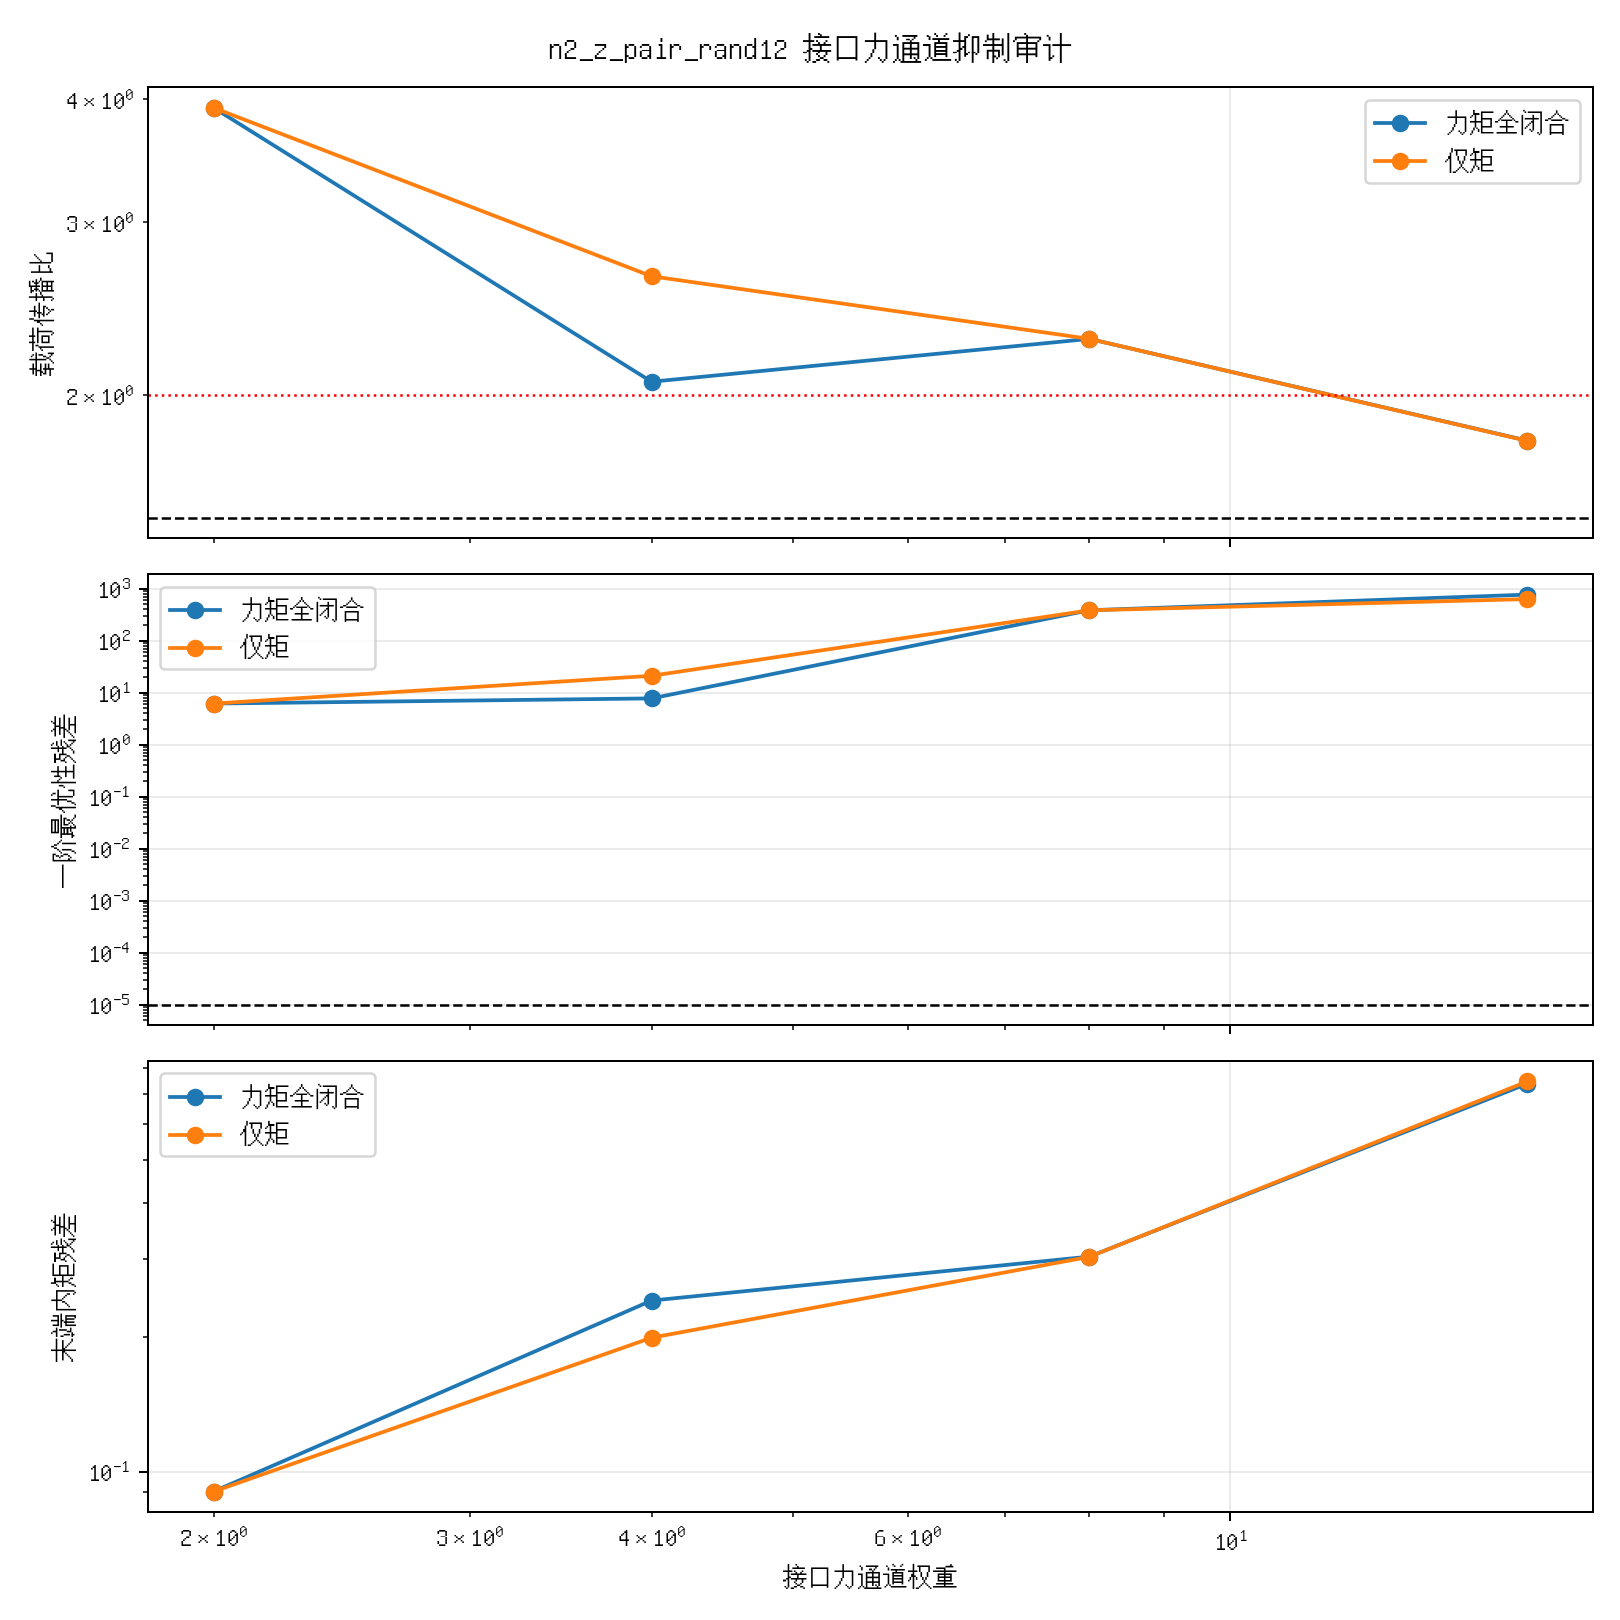 n2_z_pair_rand12 接口力通道抑制审计
载荷传播比
4×10⁰
3×10⁰
2×10⁰
力矩全闭合
仅矩
一阶最优性残差
10³
10²
10¹
10⁰
10⁻¹
10⁻²
10⁻³
10⁻⁴
10⁻⁵
力矩全闭合
仅矩
末端内矩残差
10⁻¹
力矩全闭合
仅矩
2×10⁰
3×10⁰
4×10⁰
6×10⁰
10¹
接口力通道权重